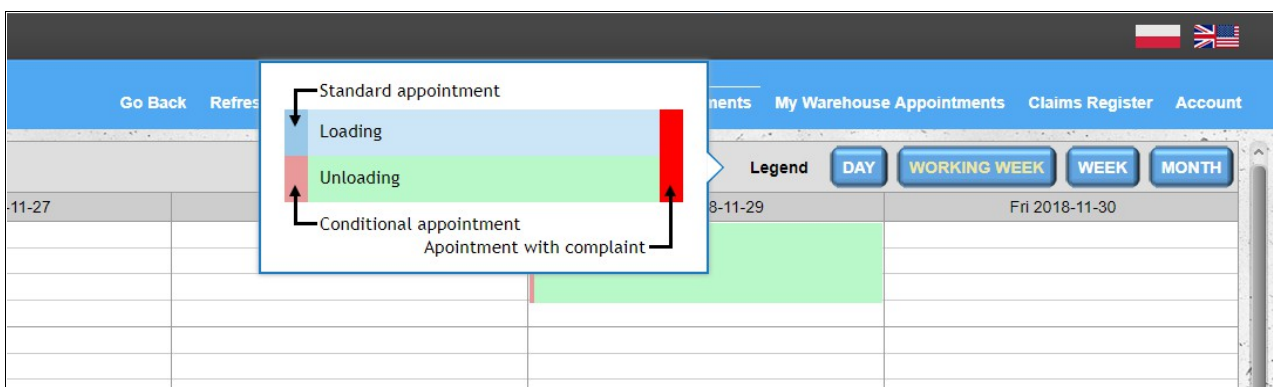 Go Back Refres ments My Warehouse Appointments Claims Register Account
Standard appointment
Loading
Unloading
Conditional appointment
Apointment with complaint
Legend DAY WORKING WEEK WEEK MONTH
-11-27 8-11-29 Fri 2018-11-30